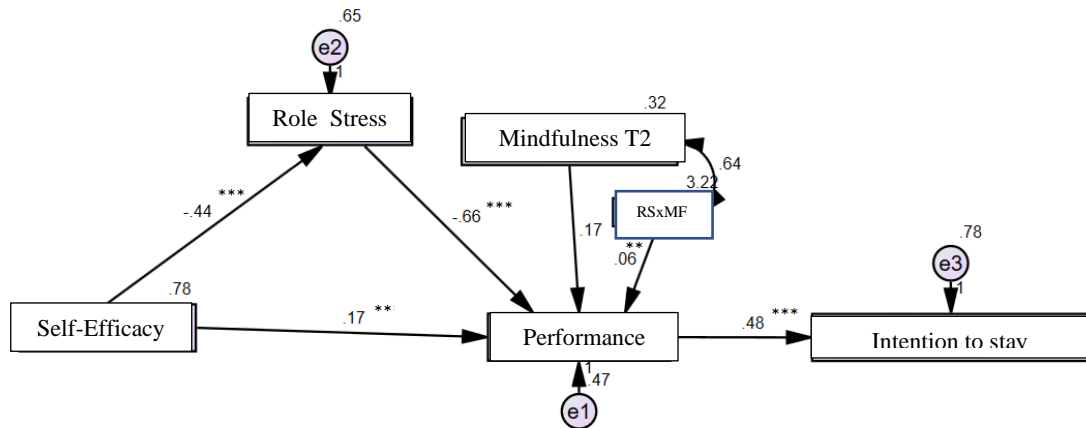 .65
e2
1
Role Stress
.32
Mindfulness T2
.64
3.22
RSxMF
-.44 ***
-.66 ***
.17
**
.06
.78
Self-Efficacy
.17 **
Performance
.48 ***
.78
e3
1
Intention to stay
1
.47
e1